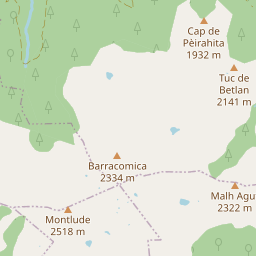 Cap de
Pèirahita
1932 m
Tuc de
Betlan
2141 m
Barracomica
2334 m
Malh Agu
2322 m
Montlude
2518 m